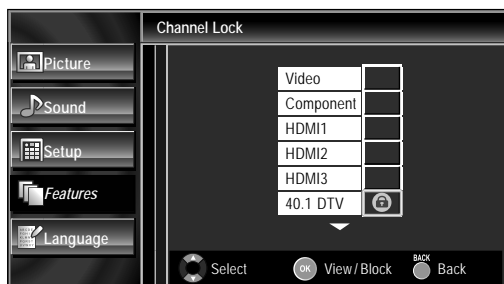 Channel Lock
Picture
Sound
Setup
Features
Language
Video
Component
HDMI1
HDMI2
HDMI3
40.1 DTV
Select
OK View / Block
BACK Back